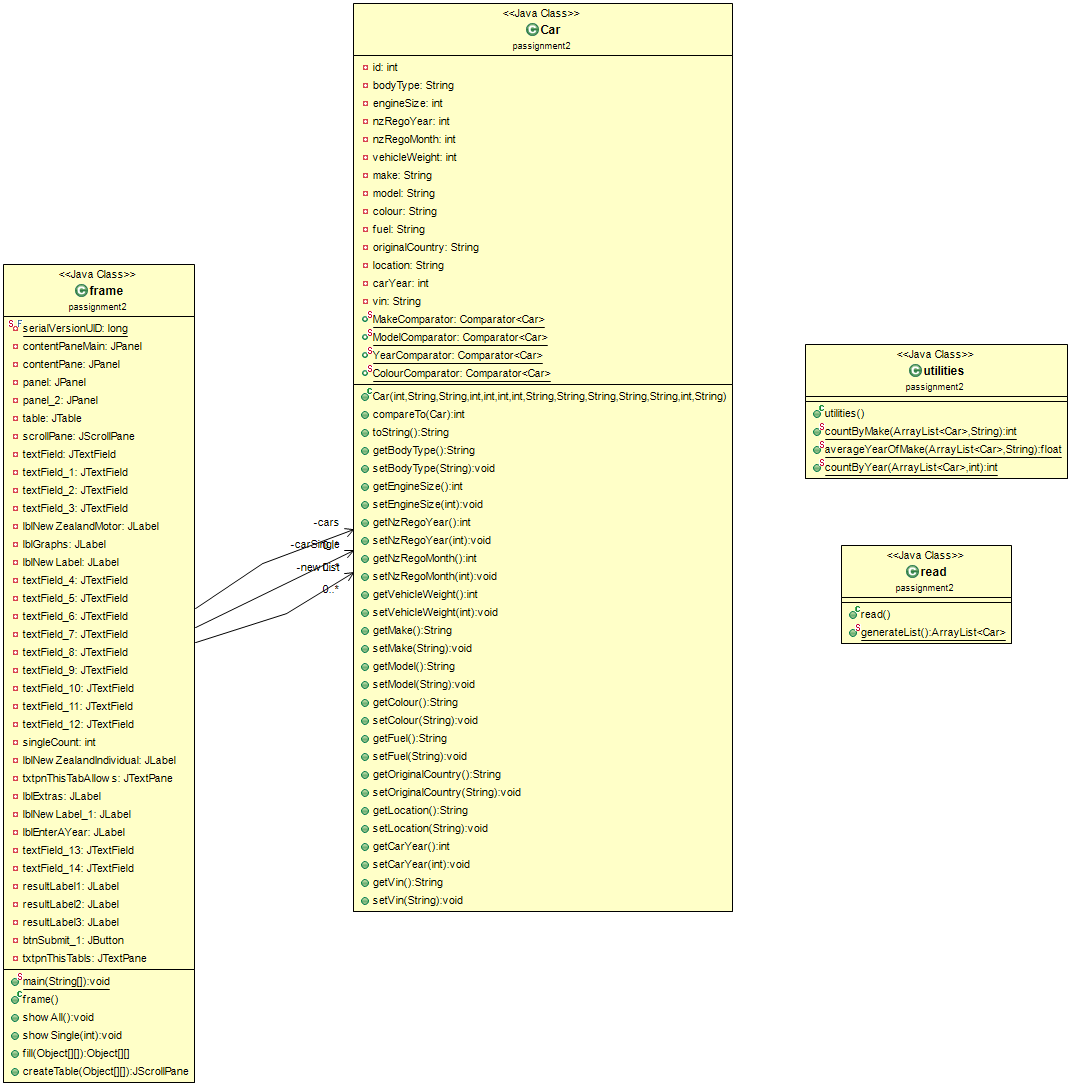 <<Java Class>>
Car
passignment2
id: int
bodyType: String
engineSize: int
nzRegoYear: int
nzRegoMonth: int
vehicleWeight: int
make: String
model: String
colour: String
fuel: String
originalCountry: String
location: String
carYear: int
vin: String
MakeComparator: Comparator<Car>
ModelComparator: Comparator<Car>
YearComparator: Comparator<Car>
ColourComparator: Comparator<Car>
Car(int,String,String,int,int,int,int,String,String,String,String,String,int,String)
compareTo(Car):int
toString():String
getBodyType():String
setBodyType(String):void
getEngineSize():int
setEngineSize(int):void
getNzRegoYear():int
setNzRegoYear(int):void
getNzRegoMonth():int
setNzRegoMonth(int):void
getVehicleWeight():int
setVehicleWeight(int):void
getMake():String
setMake(String):void
getModel():String
setModel(String):void
getColour():String
setColour(String):void
getFuel():String
setFuel(String):void
getOriginalCountry():String
setOriginalCountry(String):void
getLocation():String
setLocation(String):void
getCarYear():int
setCarYear(int):void
getVin():String
setVin(String):void
<<Java Class>>
frame
passignment2
serialVersionUID: long
contentPaneMain: JPanel
contentPane: JPanel
panel: JPanel
panel_2: JPanel
table: JTable
scrollPane: JScrollPane
textField: JTextField
textField_1: JTextField
textField_2: JTextField
textField_3: JTextField
lblNewZealandMotor: JLabel
lblGraphs: JLabel
lblNewLabel: JLabel
textField_4: JTextField
textField_5: JTextField
textField_6: JTextField
textField_7: JTextField
textField_8: JTextField
textField_9: JTextField
textField_10: JTextField
textField_11: JTextField
textField_12: JTextField
singleCount: int
lblNewZealandIndividual: JLabel
txtpnThisTabAllows: JTextPane
lblExtras: JLabel
lblNewLabel_1: JLabel
lblEnterAYear: JLabel
textField_13: JTextField
textField_14: JTextField
resultLabel1: JLabel
resultLabel2: JLabel
resultLabel3: JLabel
btnSubmit_1: JButton
txtpnThisTabIs: JTextPane
main(String[]):void
frame()
showAll():void
showSingle(int):void
fill(Object[][]):Object[][]
createTable(Object[][]):JScrollPane
-cars
-carSingle
-newList
0..*
<<Java Class>>
utilities
passignment2
utilities()
countByMake(ArrayList<Car>,String):int
averageYearOfMake(ArrayList<Car>,String):float
countByYear(ArrayList<Car>,int):int
<<Java Class>>
read
passignment2
read()
generateList():ArrayList<Car>